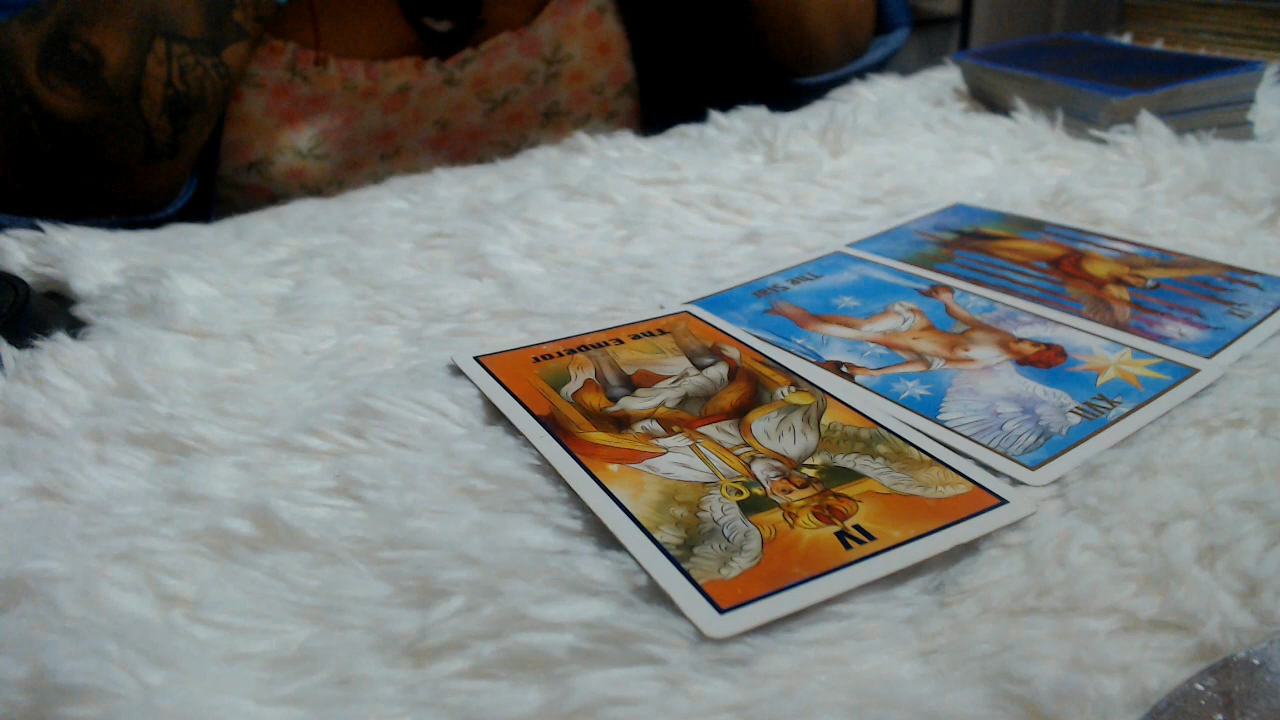 The Emperor
IV
The Star
XVII